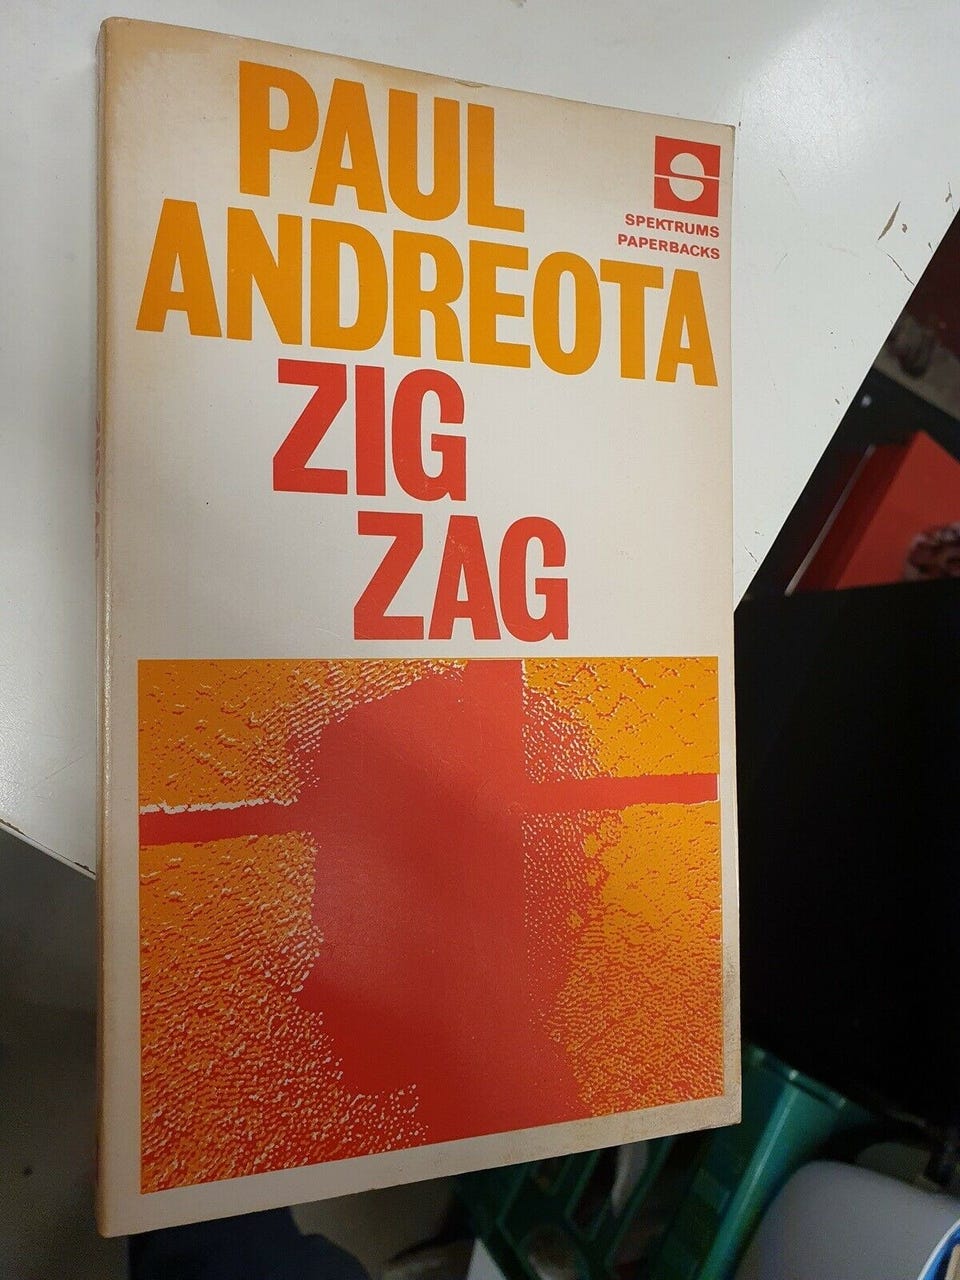 PAUL
ANDREOTA
ZIG
ZAG
SPEKTRUMS
PAPERBACKS